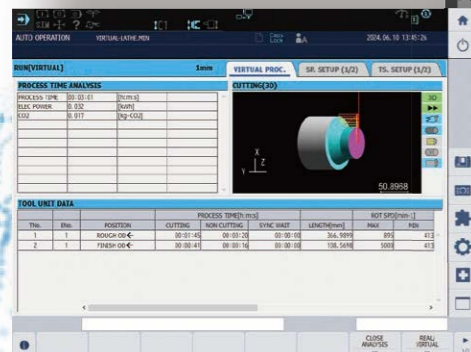 AUTO OPERATION VIRTUAL-LATHE.MIN 2024.06.10 13:45:26
RUN[VIRTUAL] 1mm VIRTUAL PROC. SP. SETUP (1/2) TS. SETUP (1/2)
PROCESS TIME ANALYSIS CUTTING(3D)
PROCESS TIME 00:03:01 [h:m:s]
ELEC POWER 0.032 [kWh]
CO2 0.017 [kg-CO2]
3D
X
Z
Y
50.8968
TOOL UNIT DATA
PROCESS TIME[h:m:s] ROT SPD[min-1]
TNo. ENo. POSITION CUTTING NON CUTTING SYNC WAIT LENGTH[mm] MAX MIN
1 1 ROUGH OD← 00:01:45 00:00:20 00:00:00 366.9899 895 413
2 1 FINISH OD← 00:00:41 00:00:16 00:00:00 138.5698 5000 413
CLOSE ANALYSIS REAL/ VIRTUAL